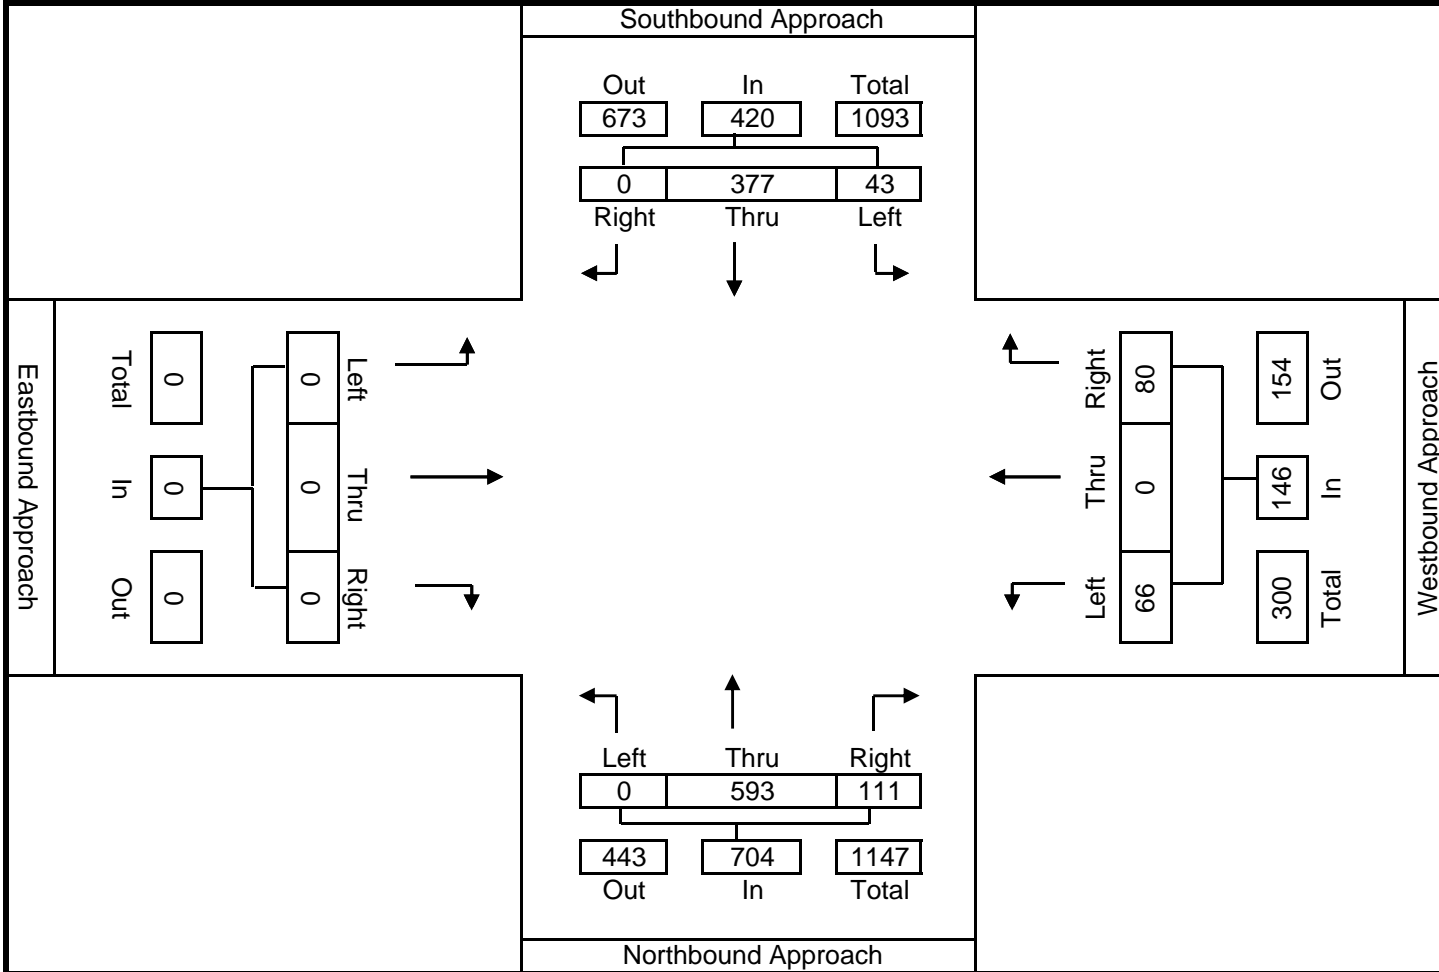 Southbound Approach
Out In Total
673 420 1093
0 377 43
Right Thru Left
Eastbound Approach
Total In Out
0 0 0
0 0 0
Left Thru Right
Right Thru Left
80 0 66
154 146 300
Out In Total
Westbound Approach
Left Thru Right
0 593 111
443 704 1147
Out In Total
Northbound Approach